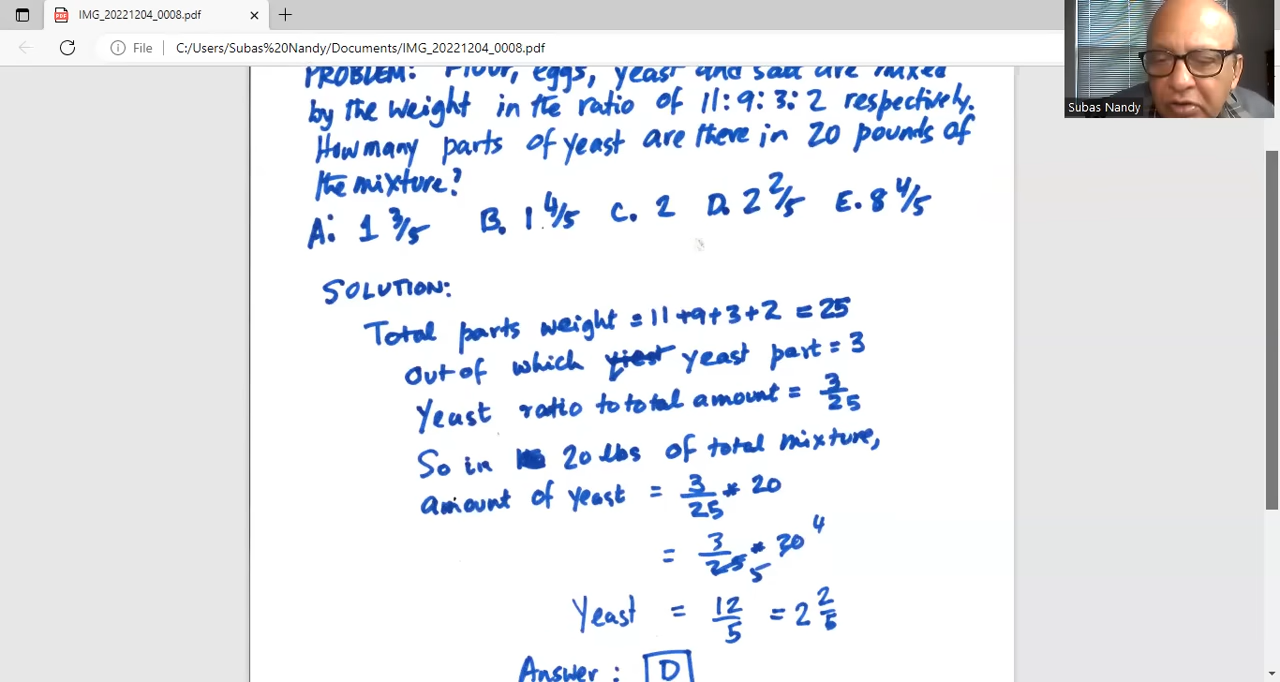 IMG_20221204_0008.pdf
File
C:/Users/Subas%20Nandy/Documents/IMG_20221204_0008.pdf
Subas Nandy
PROBLEM: Flour, eggs, yeast and salt are mixed
by the weight in the ratio of 11:9:3:2 respectively.
How many parts of yeast are there in 20 pounds of
the mixture?
A: 1 3/5 B. 1 4/5 C. 2 D. 2 2/5 E. 8 4/5
SOLUTION:
Total parts weight = 11+9+3+2 = 25
out of which yeast part = 3
Yeast ratio to total amount = 3/25
So in 20 lbs of total mixture,
amount of yeast = 3/25 * 20
= 3/25 * 20 4
5
Yeast = 12/5 = 2 2/5
Answer: D